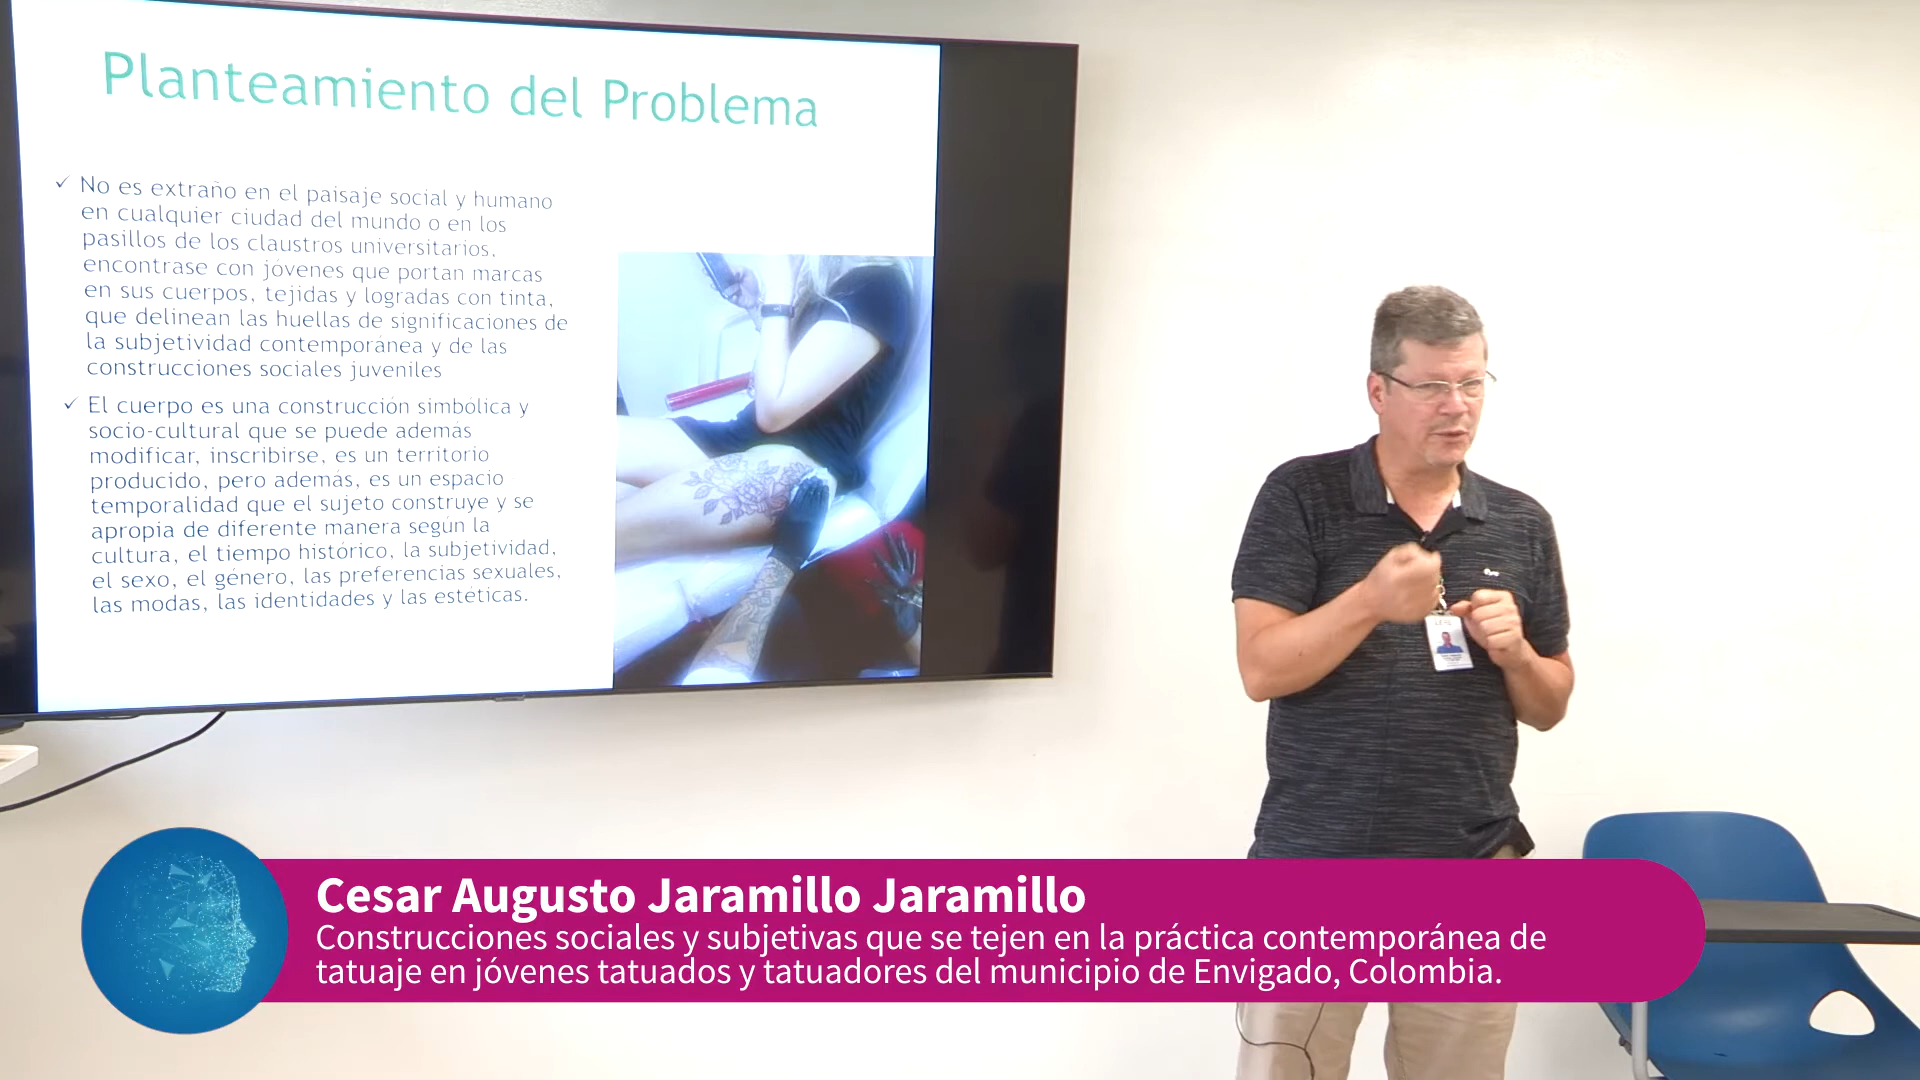 Planteamiento del Problema
✓ No es extraño en el paisaje social y humano
en cualquier ciudad del mundo o en los
pasillos de los claustros universitarios,
encontrase con jóvenes que portan marcas
en sus cuerpos, tejidas y logradas con tinta,
que delinean las huellas de significaciones de
la subjetividad contemporánea y de las
construcciones sociales juveniles
✓ El cuerpo es una construcción simbólica y
socio-cultural que se puede además
modificar, inscribirse, es un territorio
producido, pero además, es un espacio
temporalidad que el sujeto construye y se
apropia de diferente manera según la
cultura, el tiempo histórico, la subjetividad,
el sexo, el género, las preferencias sexuales,
las modas, las identidades y las estéticas.
Cesar Augusto Jaramillo Jaramillo
Construcciones sociales y subjetivas que se tejen en la práctica contemporánea de
tatuaje en jóvenes tatuados y tatuadores del municipio de Envigado, Colombia.